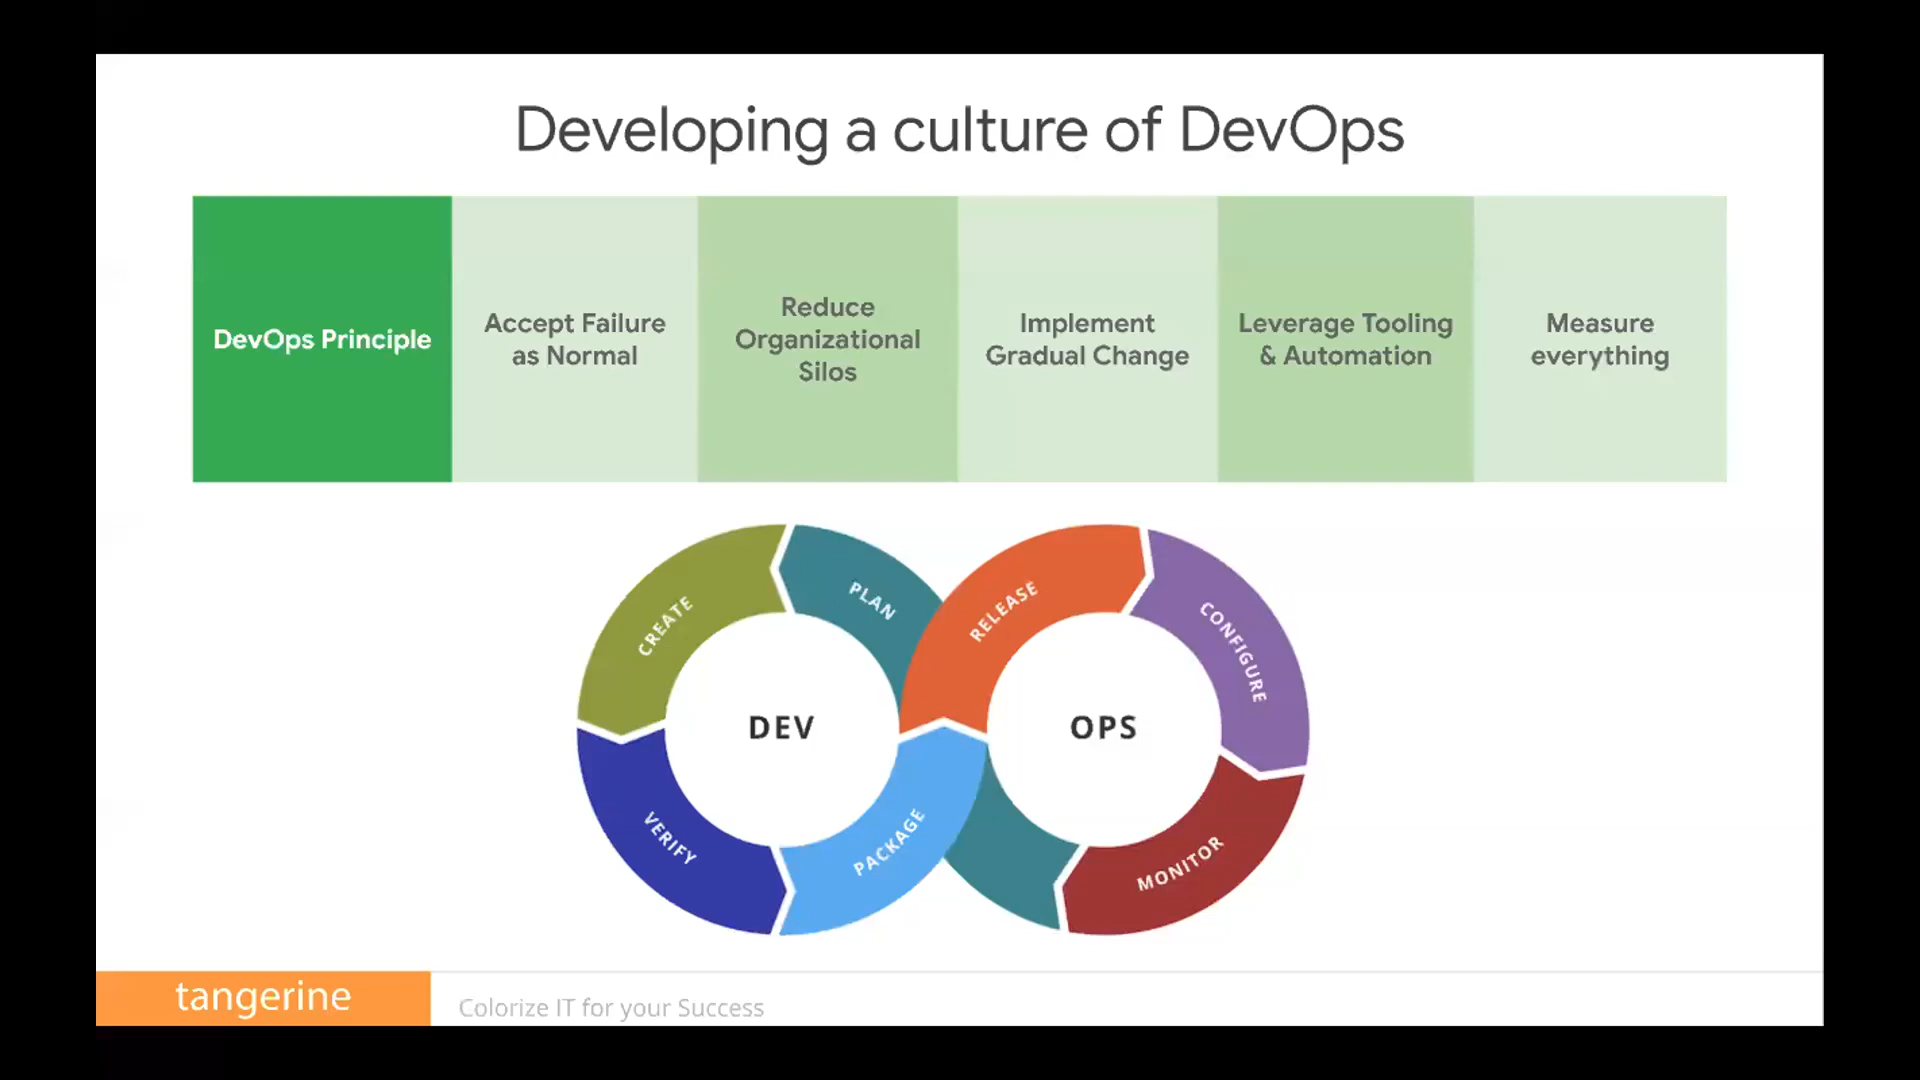 Developing a culture of DevOps
DevOps Principle
Accept Failure
as Normal
Reduce
Organizational
Silos
Implement
Gradual Change
Leverage Tooling
& Automation
Measure
everything
CREATE
PLAN
RELEASE
CONFIGURE
DEV
OPS
VERIFY
PACKAGE
MONITOR
tangerine
Colorize IT for your Success